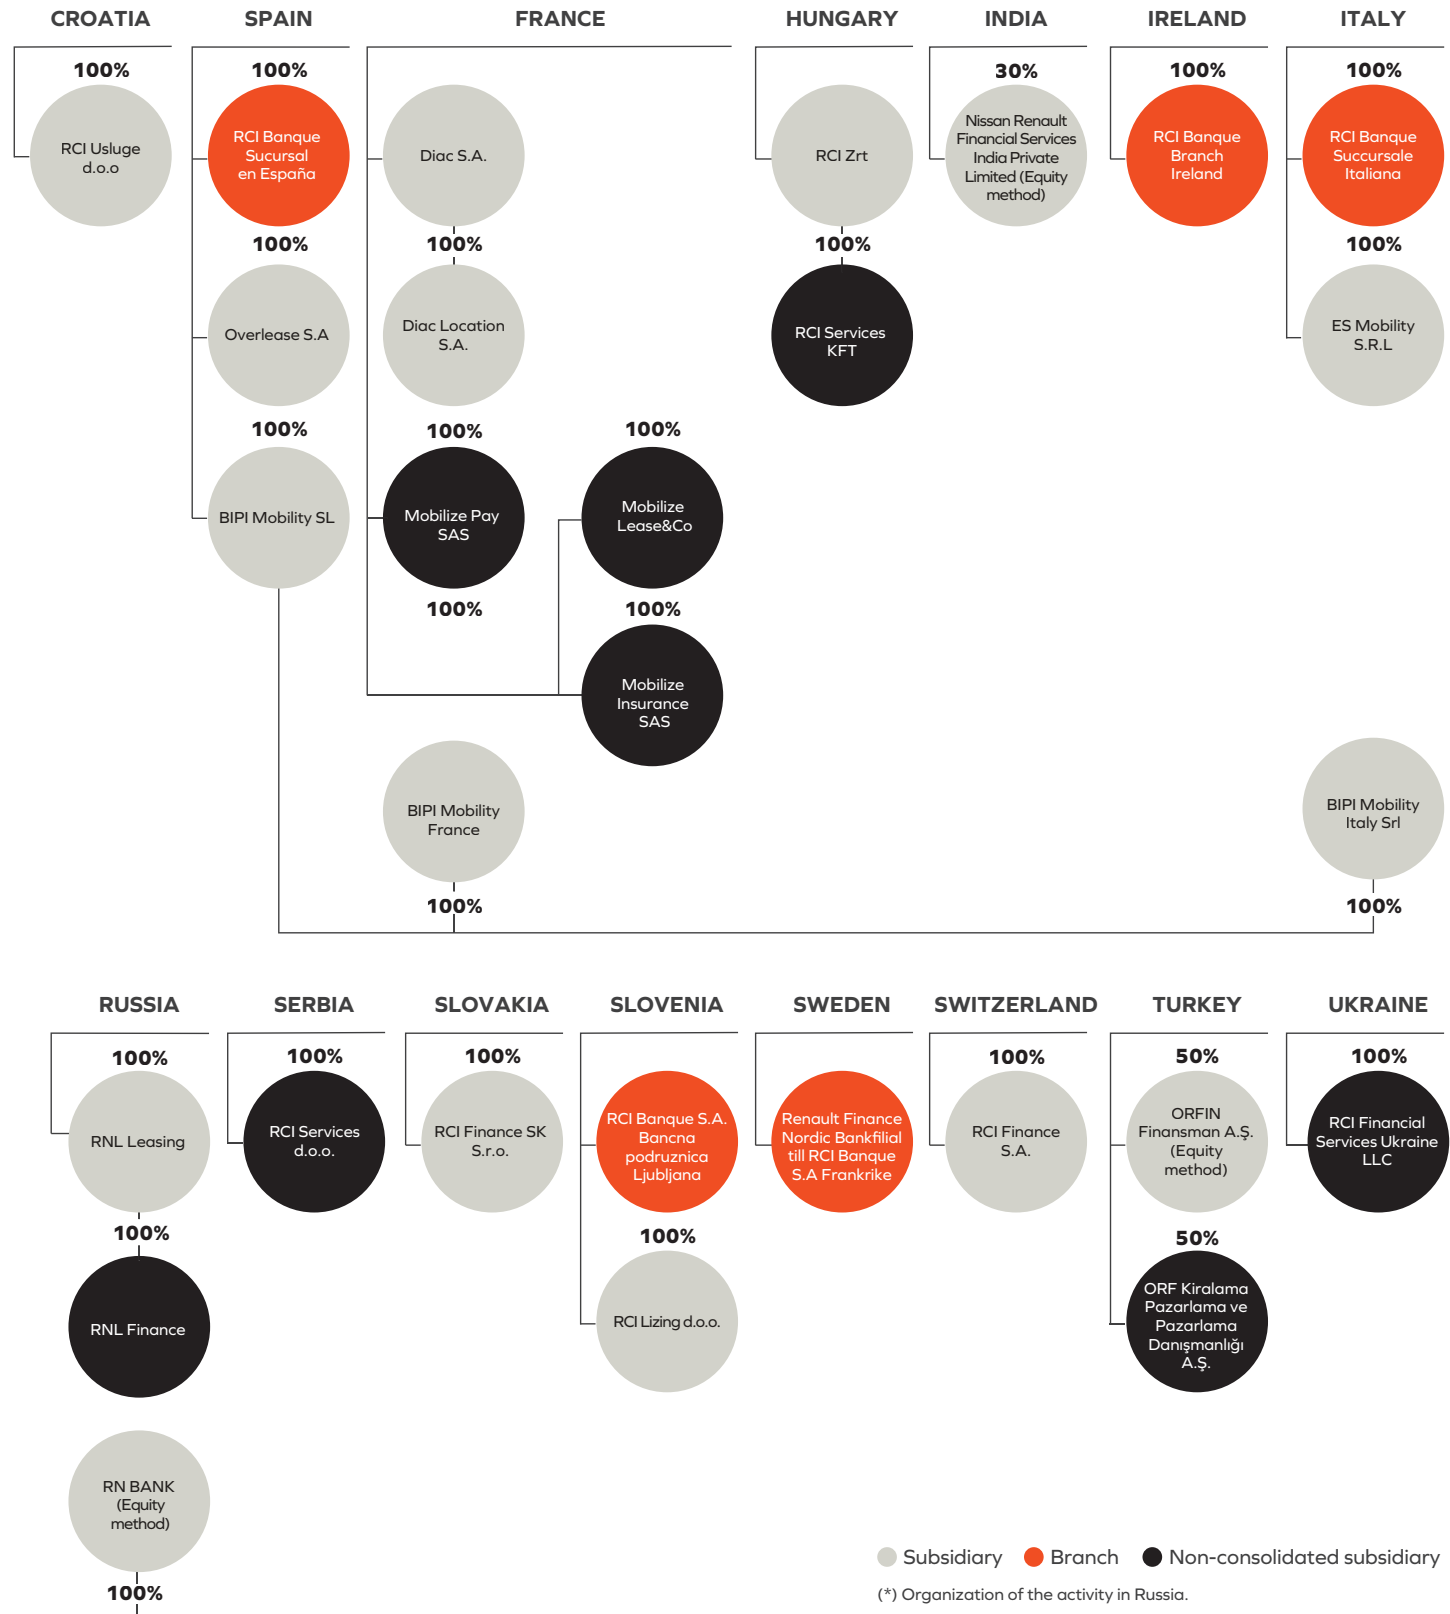 CROATIA
100%
RCI Usluge
d.o.o
SPAIN
100%
RCI Banque
Sucursal
en España
100%
Overlease S.A
100%
BIPI Mobility SL
FRANCE
Diac S.A.
100%
Diac Location
S.A.
100%
Mobilize Pay
SAS
100%
100%
Mobilize
Lease&Co
100%
Mobilize
Insurance
SAS
BIPI Mobility
France
100%
HUNGARY
RCI Zrt
100%
RCI Services
KFT
INDIA
30%
Nissan Renault
Financial Services
India Private
Limited (Equity
method)
IRELAND
100%
RCI Banque
Branch
Ireland
ITALY
100%
RCI Banque
Succursale
Italiana
100%
ES Mobility
S.R.L
BIPI Mobility
Italy Srl
100%
RUSSIA
100%
RNL Leasing
100%
RNL Finance
RN BANK
(Equity
method)
100%
SERBIA
100%
RCI Services
d.o.o.
SLOVAKIA
100%
RCI Finance SK
S.r.o.
SLOVENIA
RCI Banque S.A.
Bancna
podruznica
Ljubljana
100%
RCI Lizing d.o.o.
SWEDEN
Renault Finance
Nordic Bankfilial
till RCI Banque
S.A Frankrike
SWITZERLAND
100%
RCI Finance
S.A.
TURKEY
50%
ORFIN
Finansman A.Ş.
(Equity
method)
50%
ORF Kiralama
Pazarlama ve
Pazarlama
Danışmanlığı
A.Ş.
UKRAINE
100%
RCI Financial
Services Ukraine
LLC
Subsidiary
Branch
Non-consolidated subsidiary
(*) Organization of the activity in Russia.